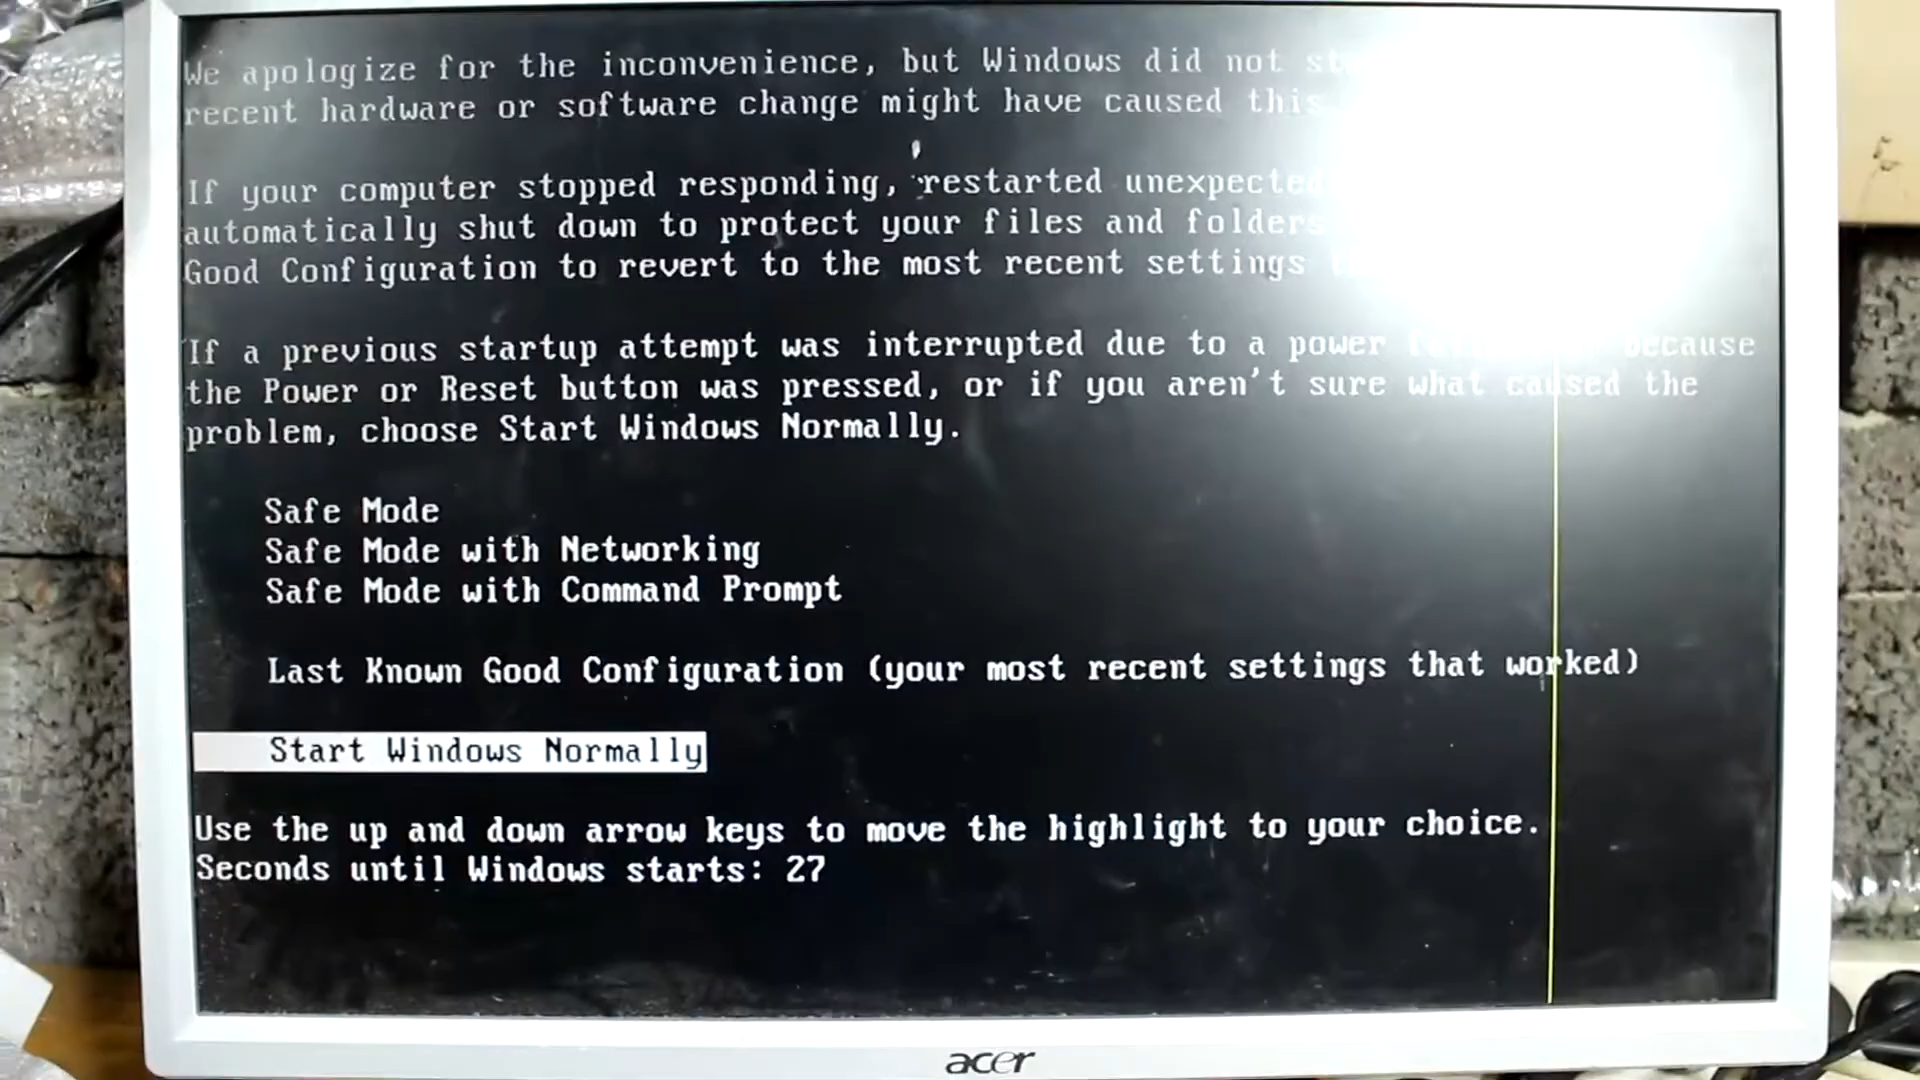 We apologize for the inconvenience, but Windows did not
recent hardware or software change might have caused this
If your computer stopped responding, restarted unexpected
automatically shut down to protect your files and folders
Good Configuration to revert to the most recent settings
If a previous startup attempt was interrupted due to a power because
the Power or Reset button was pressed, or if you aren't sure what caused the
problem, choose Start Windows Normally.
Safe Mode
Safe Mode with Networking
Safe Mode with Command Prompt
Last Known Good Configuration (your most recent settings that worked)
Start Windows Normally
Use the up and down arrow keys to move the highlight to your choice.
Seconds until Windows starts: 27
acer